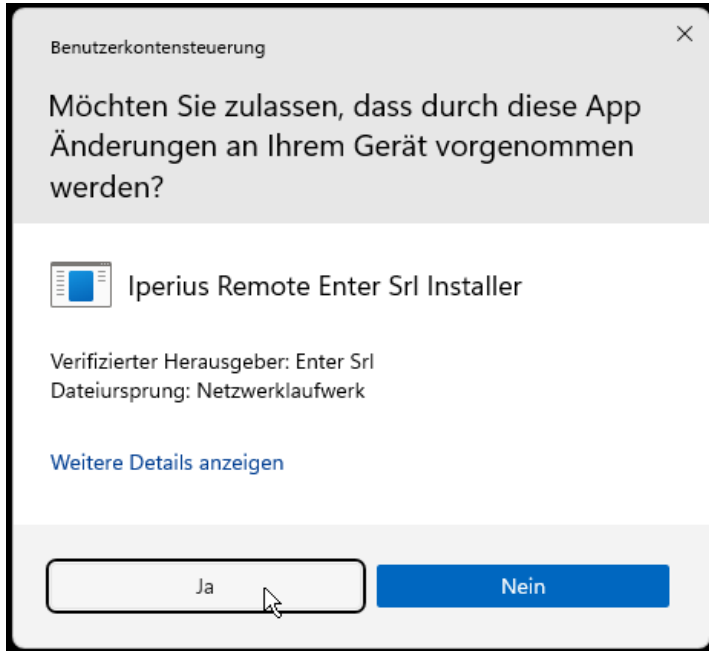 Benutzerkontensteuerung
Möchten Sie zulassen, dass durch diese App
Änderungen an Ihrem Gerät vorgenommen
werden?
Iperius Remote Enter Srl Installer
Verifizierter Herausgeber: Enter Srl
Dateiursprung: Netzwerklaufwerk
Weitere Details anzeigen
Ja
Nein